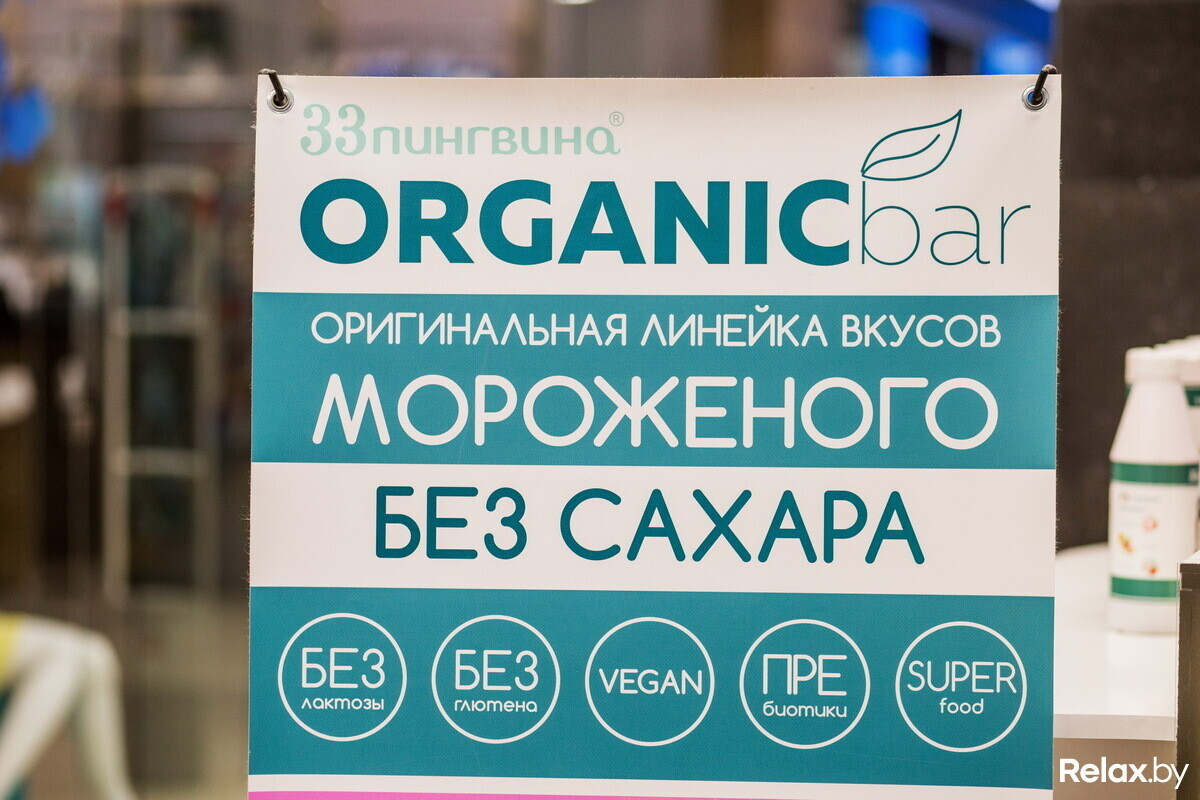 33пингвина®
ORGANICbar
ОРИГИНАЛЬНАЯ ЛИНЕЙКА ВКУСОВ
МОРОЖЕНОГО
БЕЗ САХАРА
БЕЗ
лактозы
БЕЗ
глютена
VEGAN
ПРЕ
биотики
SUPER
food
Relax.by